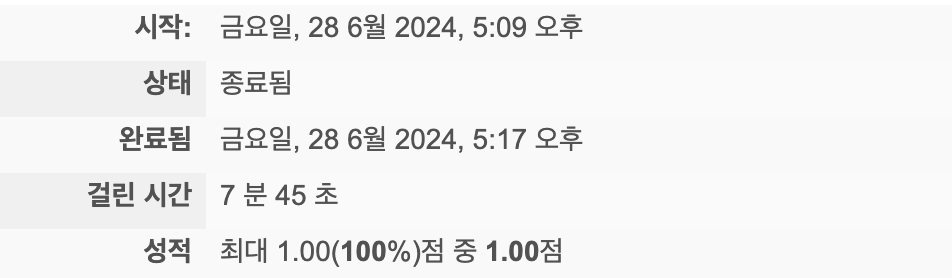 시작: 금요일, 28 6월 2024, 5:09 오후
상태 종료됨
완료됨 금요일, 28 6월 2024, 5:17 오후
걸린 시간 7 분 45 초
성적 최대 1.00(100%)점 중 1.00점